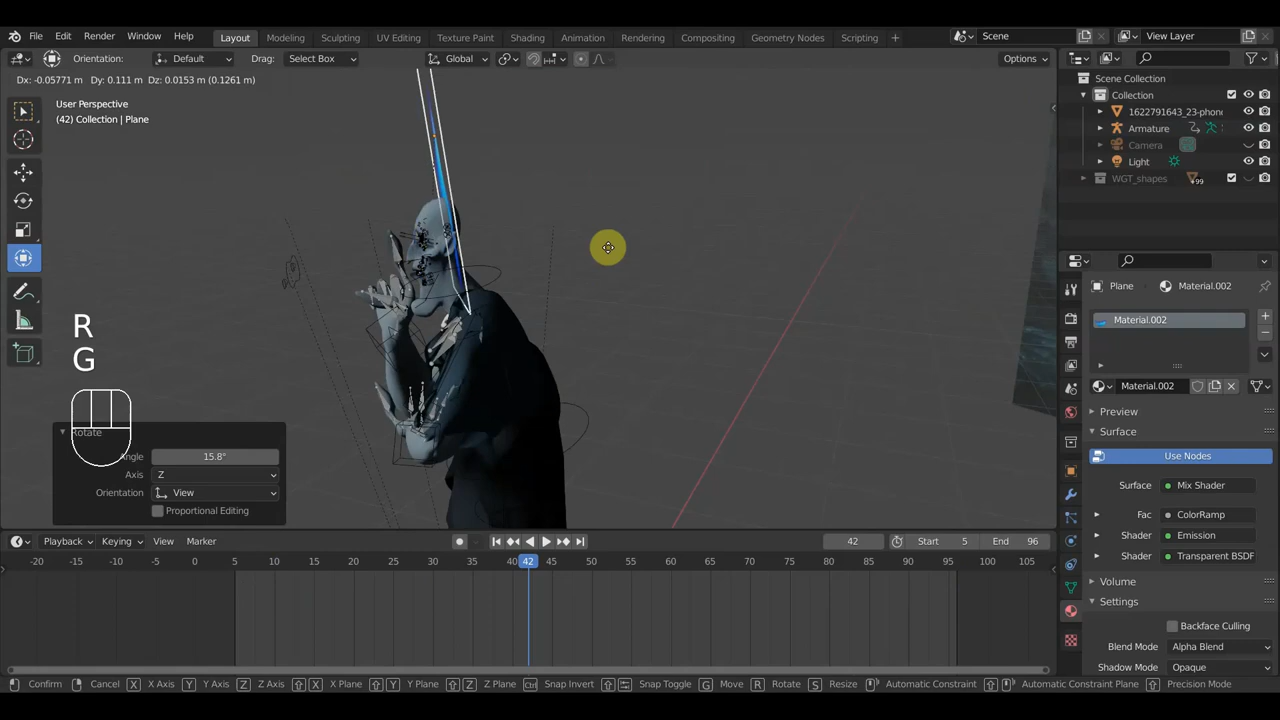 File Edit Render Window Help Layout Modeling Sculpting UV Editing Texture Paint Shading Animation Rendering Compositing Geometry Nodes Scripting + Scene View Layer
Orientation: Default Drag: Select Box Global Options
Dx: -0.05771 m Dy: 0.111 m Dz: 0.0153 m (0.1261 m)
Scene Collection
Collection
1622791643_23-phon
Armature
Camera
Light
WGT_shapes 99
User Perspective
(42) Collection | Plane
R
G
Rotate
Angle 15.8°
Axis Z
Orientation View
Proportional Editing
Plane Material.002
Material.002
Material.002
Preview
Surface
Use Nodes
Surface Mix Shader
Fac ColorRamp
Shader Emission
Shader Transparent BSDF
Volume
Settings
Backface Culling
Blend Mode Alpha Blend
Shadow Mode Opaque
Playback Keying View Marker 42 Start 5 End 96
-20 -15 -10 -5 0 5 10 15 20 25 30 35 40 42 45 50 55 60 65 70 75 80 85 90 95 100 105
Confirm Cancel X X Axis Y Y Axis Z Z Axis X X Plane Y Y Plane Z Z Plane Ctrl Snap Invert Snap Toggle G Move R Rotate S Resize Automatic Constraint Automatic Constraint Plane Precision Mode